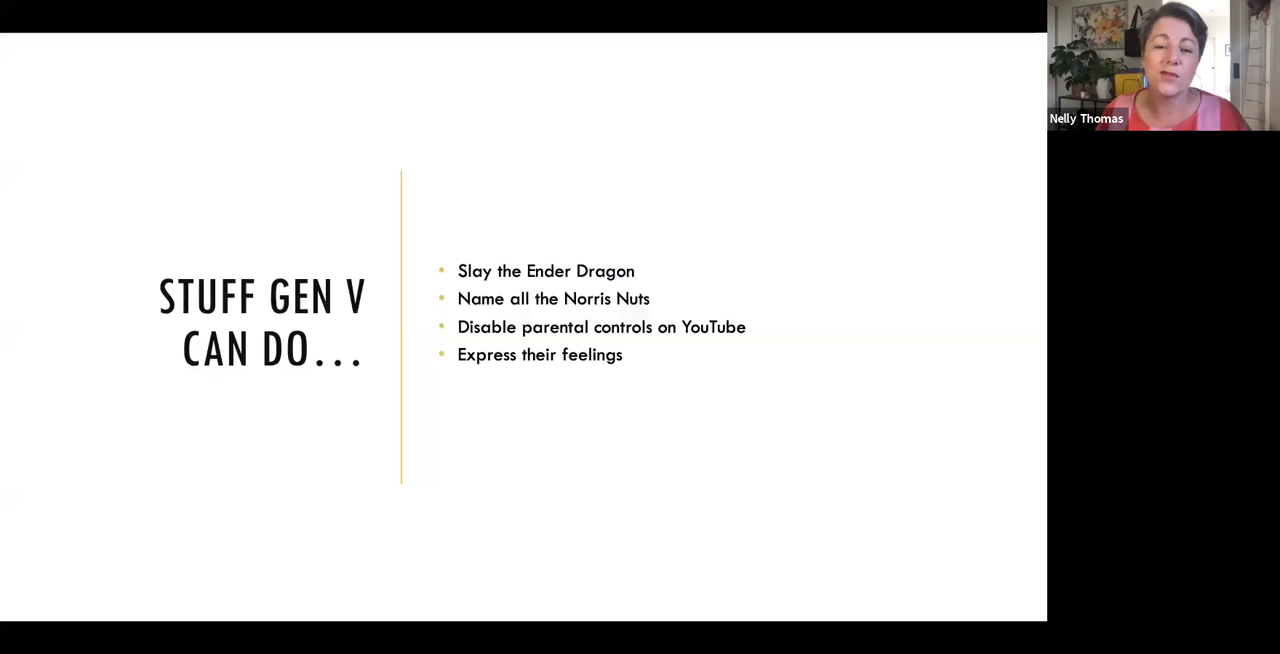 STUFF GEN V
CAN DO...
• Slay the Ender Dragon
• Name all the Norris Nuts
• Disable parental controls on YouTube
• Express their feelings
Nelly Thomas